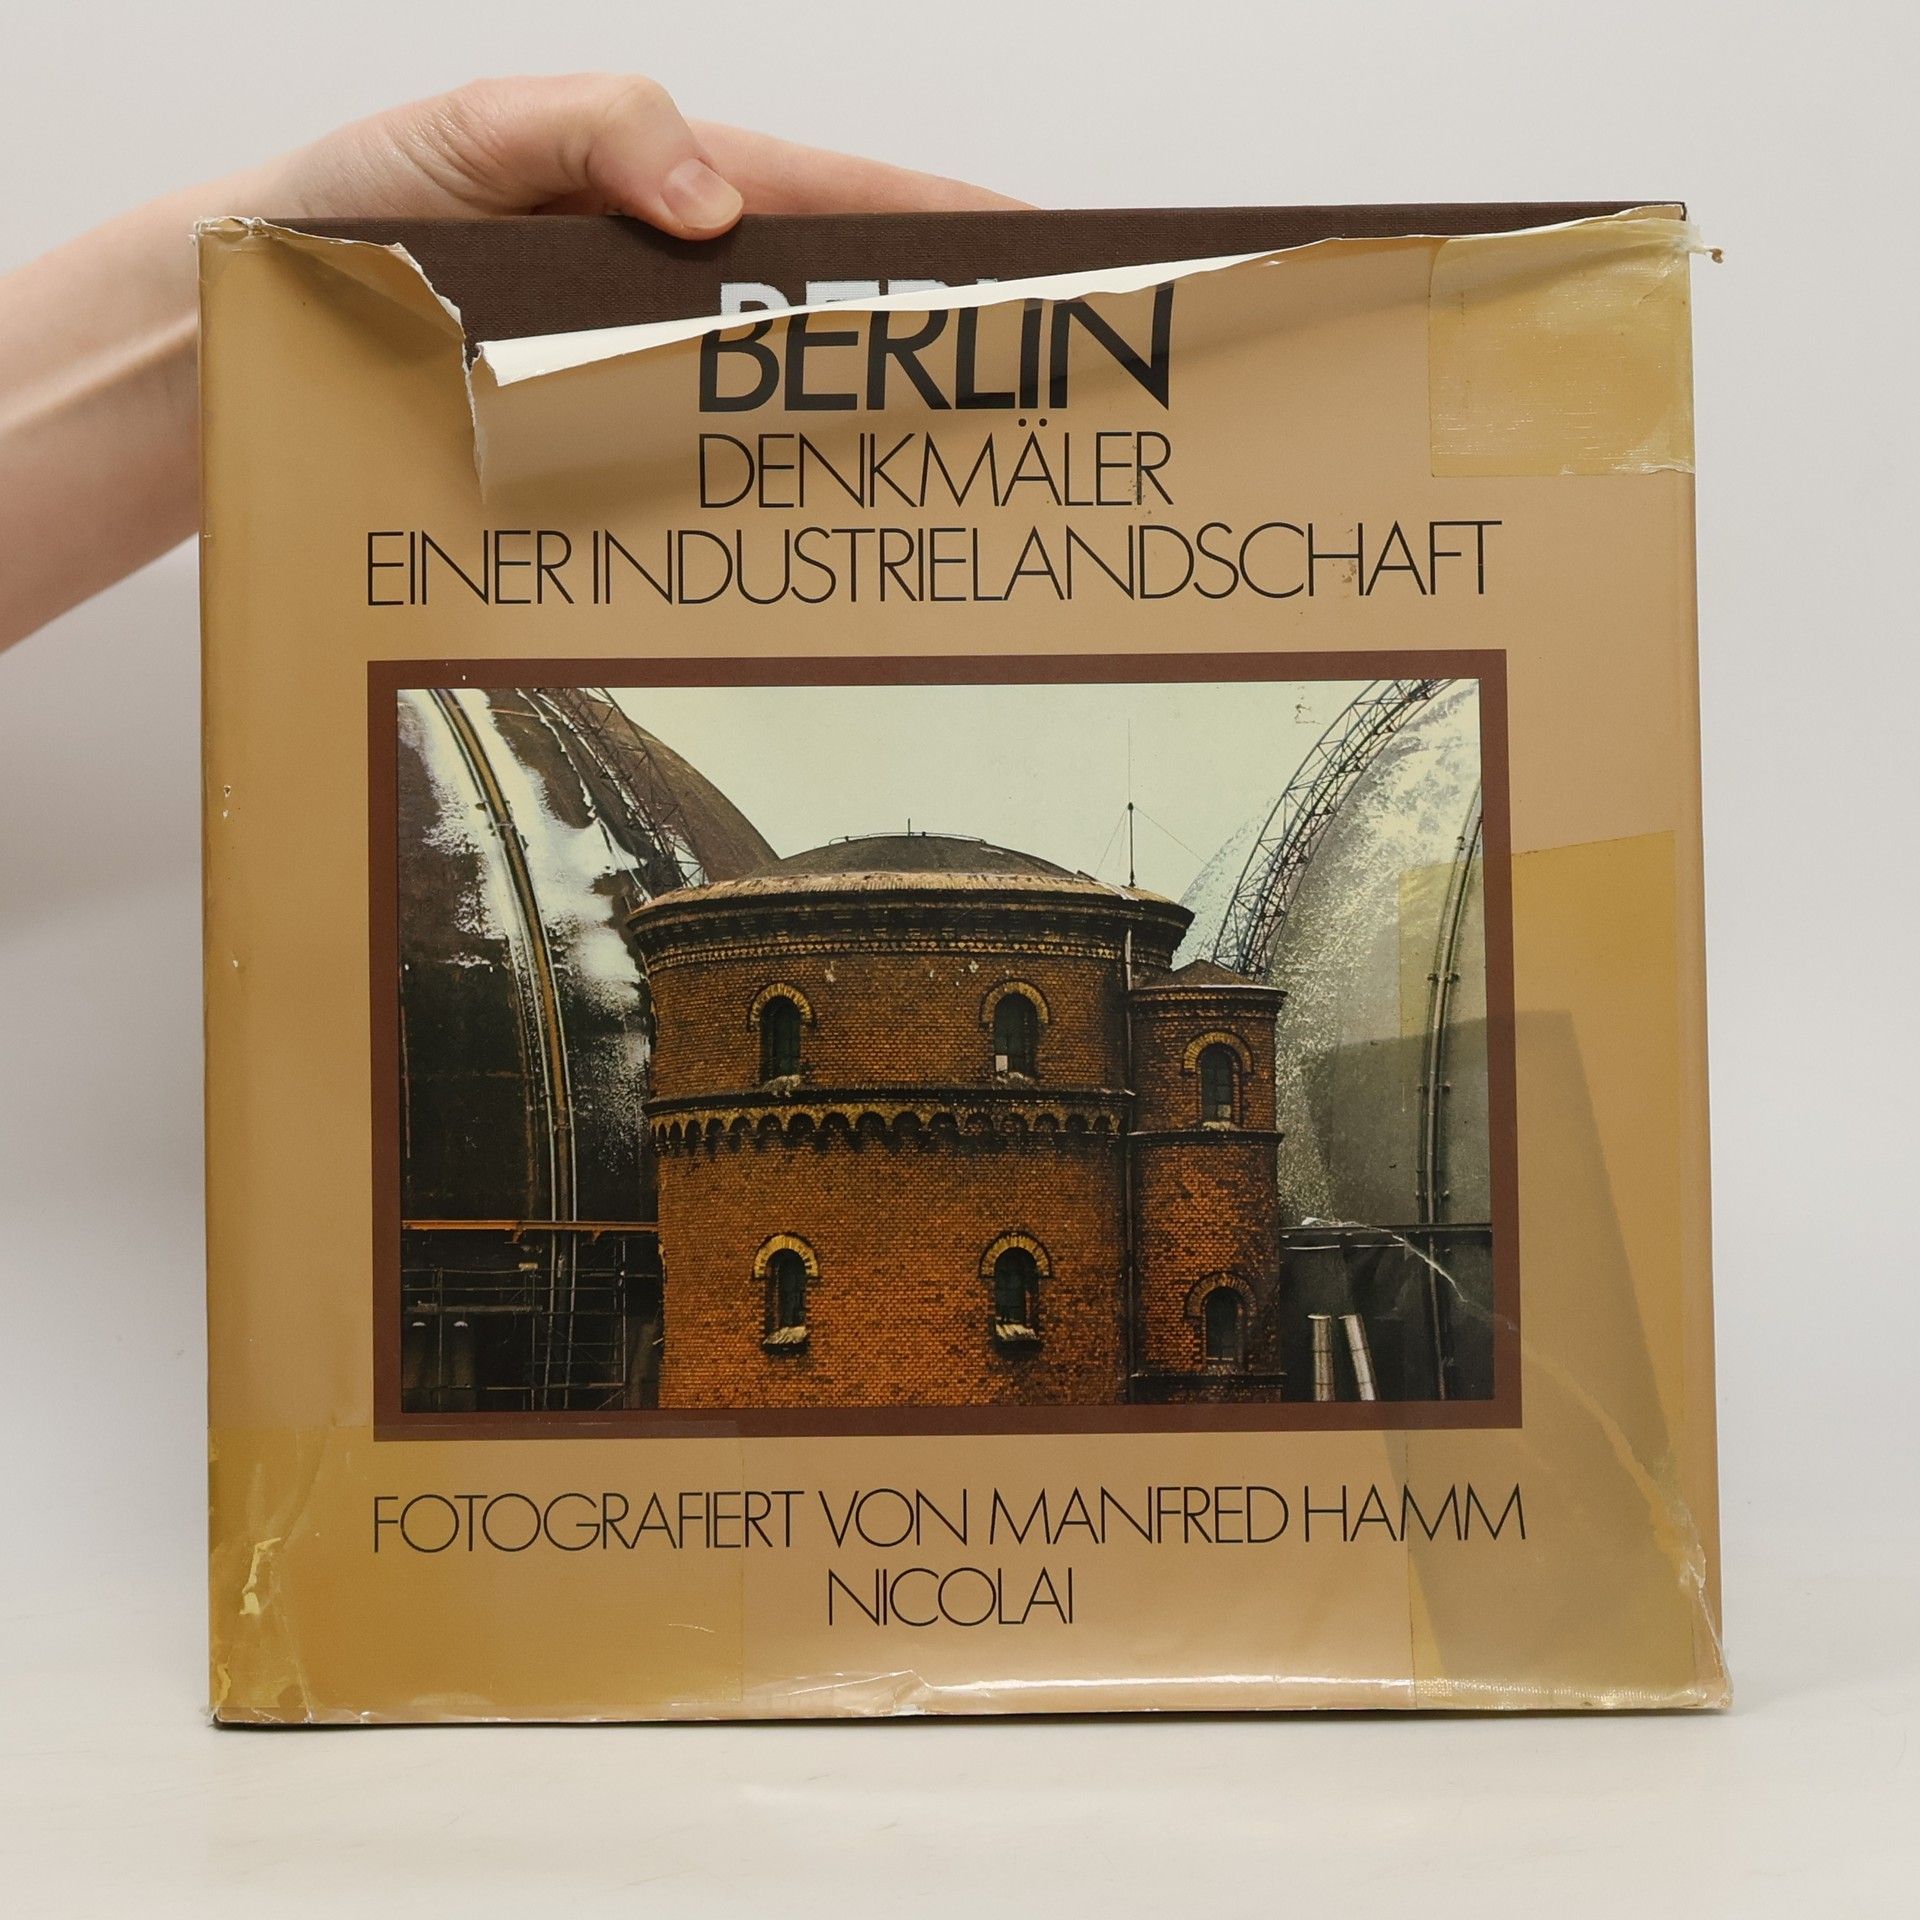 BERLIN
DENKMÄLER
EINER INDUSTRIELANDSCHAFT
FOTOGRAFIERT VON MANFRED HAMM
NICOLAI